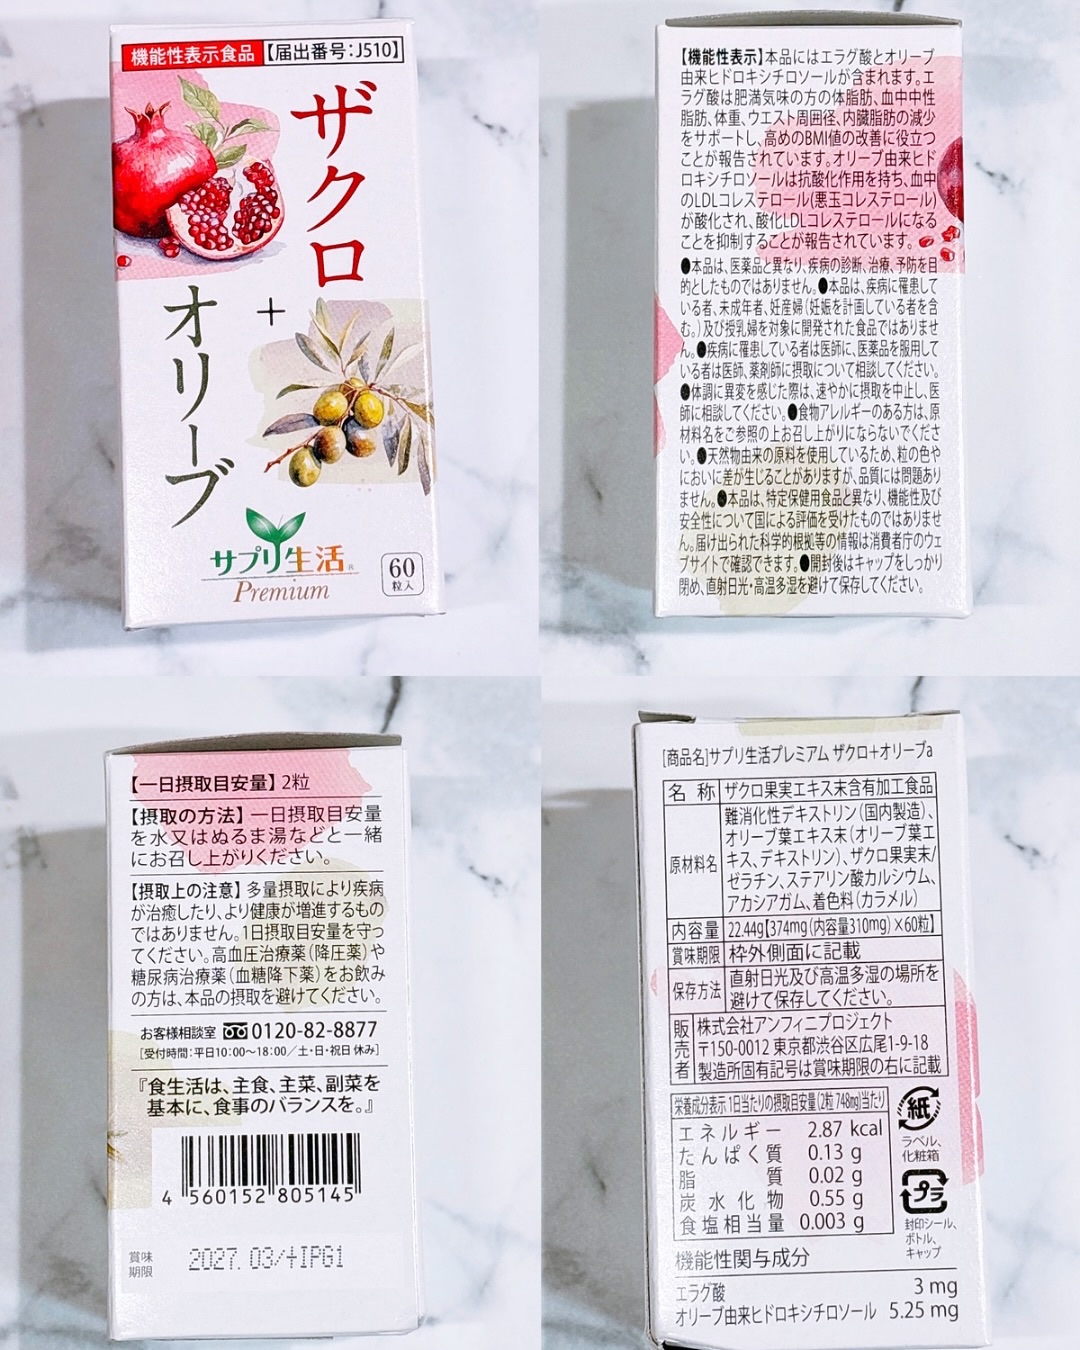 機能性表示食品【届出番号:J510】
ザクロ
+
オリーブ
サプリ生活®
Premium
60
粒入
【機能性表示】本品にはエラグ酸とオリーブ
由来ヒドロキシチロソールが含まれます。エ
ラグ酸は肥満気味の方の体脂肪、血中中性
脂肪、体重、ウエスト周囲径、内臓脂肪の減少
をサポートし、高めのBMI値の改善に役立つ
ことが報告されています。オリーブ由来ヒド
ロキシチロソールは抗酸化作用を持ち、血中
のLDLコレステロール(悪玉コレステロール)
が酸化され、酸化LDLコレステロールになる
ことを抑制することが報告されています。
●本品は、医薬品と異なり、疾病の診断、治療、予防を目
的としたものではありません。●本品は、疾病に罹患して
いる者、未成年者、妊産婦(妊娠を計画している者を含
む。)及び授乳婦を対象に開発された食品ではありませ
ん。●疾病に罹患している者は医師に、医薬品を服用して
いる者は医師、薬剤師に摂取について相談してください。
●体調に異変を感じた際は、速やかに摂取を中止し、医
師に相談してください。●食物アレルギーのある方は、原
材料名をご参照の上お召し上がりにならないでくださ
い。●天然物由来の原料を使用しているため、粒の色や
においに差が生じることがありますが、品質には問題あり
ません。●本品は、特定保健用食品と異なり、機能性及び
安全性について国による評価を受けたものではありませ
ん。届け出られた科学的根拠等の情報は消費者庁のウェ
ブサイトで確認できます。●開封後はキャップをしっかり
閉め、直射日光・高温多湿を避けて保存してください。
【一日摂取目安量】2粒
【摂取の方法】一日摂取目安量
を水又はぬるま湯などと一緒
にお召し上がりください。
【摂取上の注意】多量摂取により疾病
が治癒したり、より健康が増進するもの
ではありません。1日摂取目安量を守っ
てください。高血圧治療薬(降圧薬)や
糖尿病治療薬(血糖降下薬)をお飲み
の方は、本品の摂取を避けてください。
お客様相談室 0120-82-8877
[受付時間:平日10:00〜18:00/土・日・祝日 休み]
『食生活は、主食、主菜、副菜を
基本に、食事のバランスを。』
4 560152 805145
賞味
期限
2027. 03/+IPG1
[商品名]サプリ生活プレミアム ザクロ+オリーブa
名称 ザクロ果実エキス末含有加工食品
原材料名
難消化性デキストリン(国内製造)、
オリーブ葉エキス末(オリーブ葉エ
キス、デキストリン)、ザクロ果実末/
ゼラチン、ステアリン酸カルシウム、
アカシアガム、着色料(カラメル)
内容量 22.44g【374mg(内容量310mg)×60粒】
賞味期限 枠外側面に記載
保存方法
直射日光及び高温多湿の場所を
避けて保存してください。
販売者
株式会社アンフィニプロジェクト
〒150-0012 東京都渋谷区広尾1-9-18
製造所固有記号は賞味期限の右に記載
栄養成分表示 1日当たりの摂取目安量(2粒 748mg)当たり
エネルギー 2.87 kcal
たんぱく質 0.13 g
脂質 0.02 g
炭水化物 0.55 g
食塩相当量 0.003 g
紙
ラベル、
化粧箱
プラ
封印シール、
ボトル、
キャップ
機能性関与成分
エラグ酸 3 mg
オリーブ由来ヒドロキシチロソール 5.25 mg